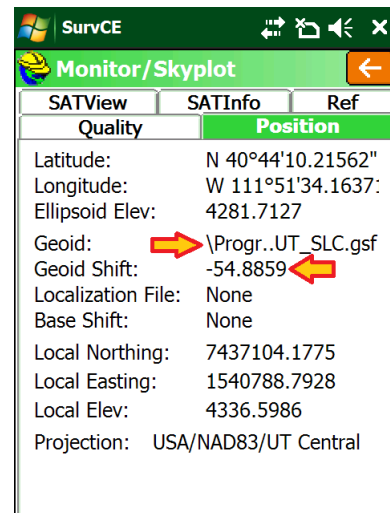 SurvCE
Monitor/Skyplot
SATView SATInfo Ref
Quality Position
Latitude: N 40°44'10.21562"
Longitude: W 111°51'34.1637
Ellipsoid Elev: 4281.7127
Geoid: \Progr..UT_SLC.gsf
Geoid Shift: -54.8859
Localization File: None
Base Shift: None
Local Northing: 7437104.1775
Local Easting: 1540788.7928
Local Elev: 4336.5986
Projection: USA/NAD83/UT Central